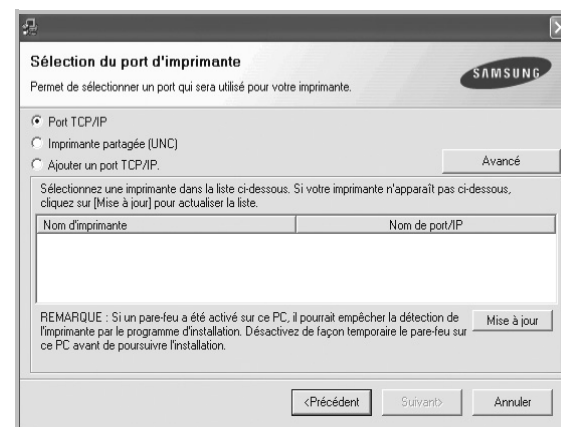 Sélection du port d'imprimante
Permet de sélectionner un port qui sera utilisé pour votre imprimante.
SAMSUNG
Port TCP/IP
Imprimante partagée (UNC)
Ajouter un port TCP/IP.
Avancé
Sélectionnez une imprimante dans la liste ci-dessous. Si votre imprimante n'apparaît pas ci-dessous,
cliquez sur [Mise à jour] pour actualiser la liste.
Nom d'imprimante
Nom de port/IP
REMARQUE : Si un pare-feu a été activé sur ce PC, il pourrait empêcher la détection de
l'imprimante par le programme d'installation. Désactivez de façon temporaire le pare-feu sur
ce PC avant de poursuivre l'installation.
Mise à jour
<Précédent
Suivant>
Annuler